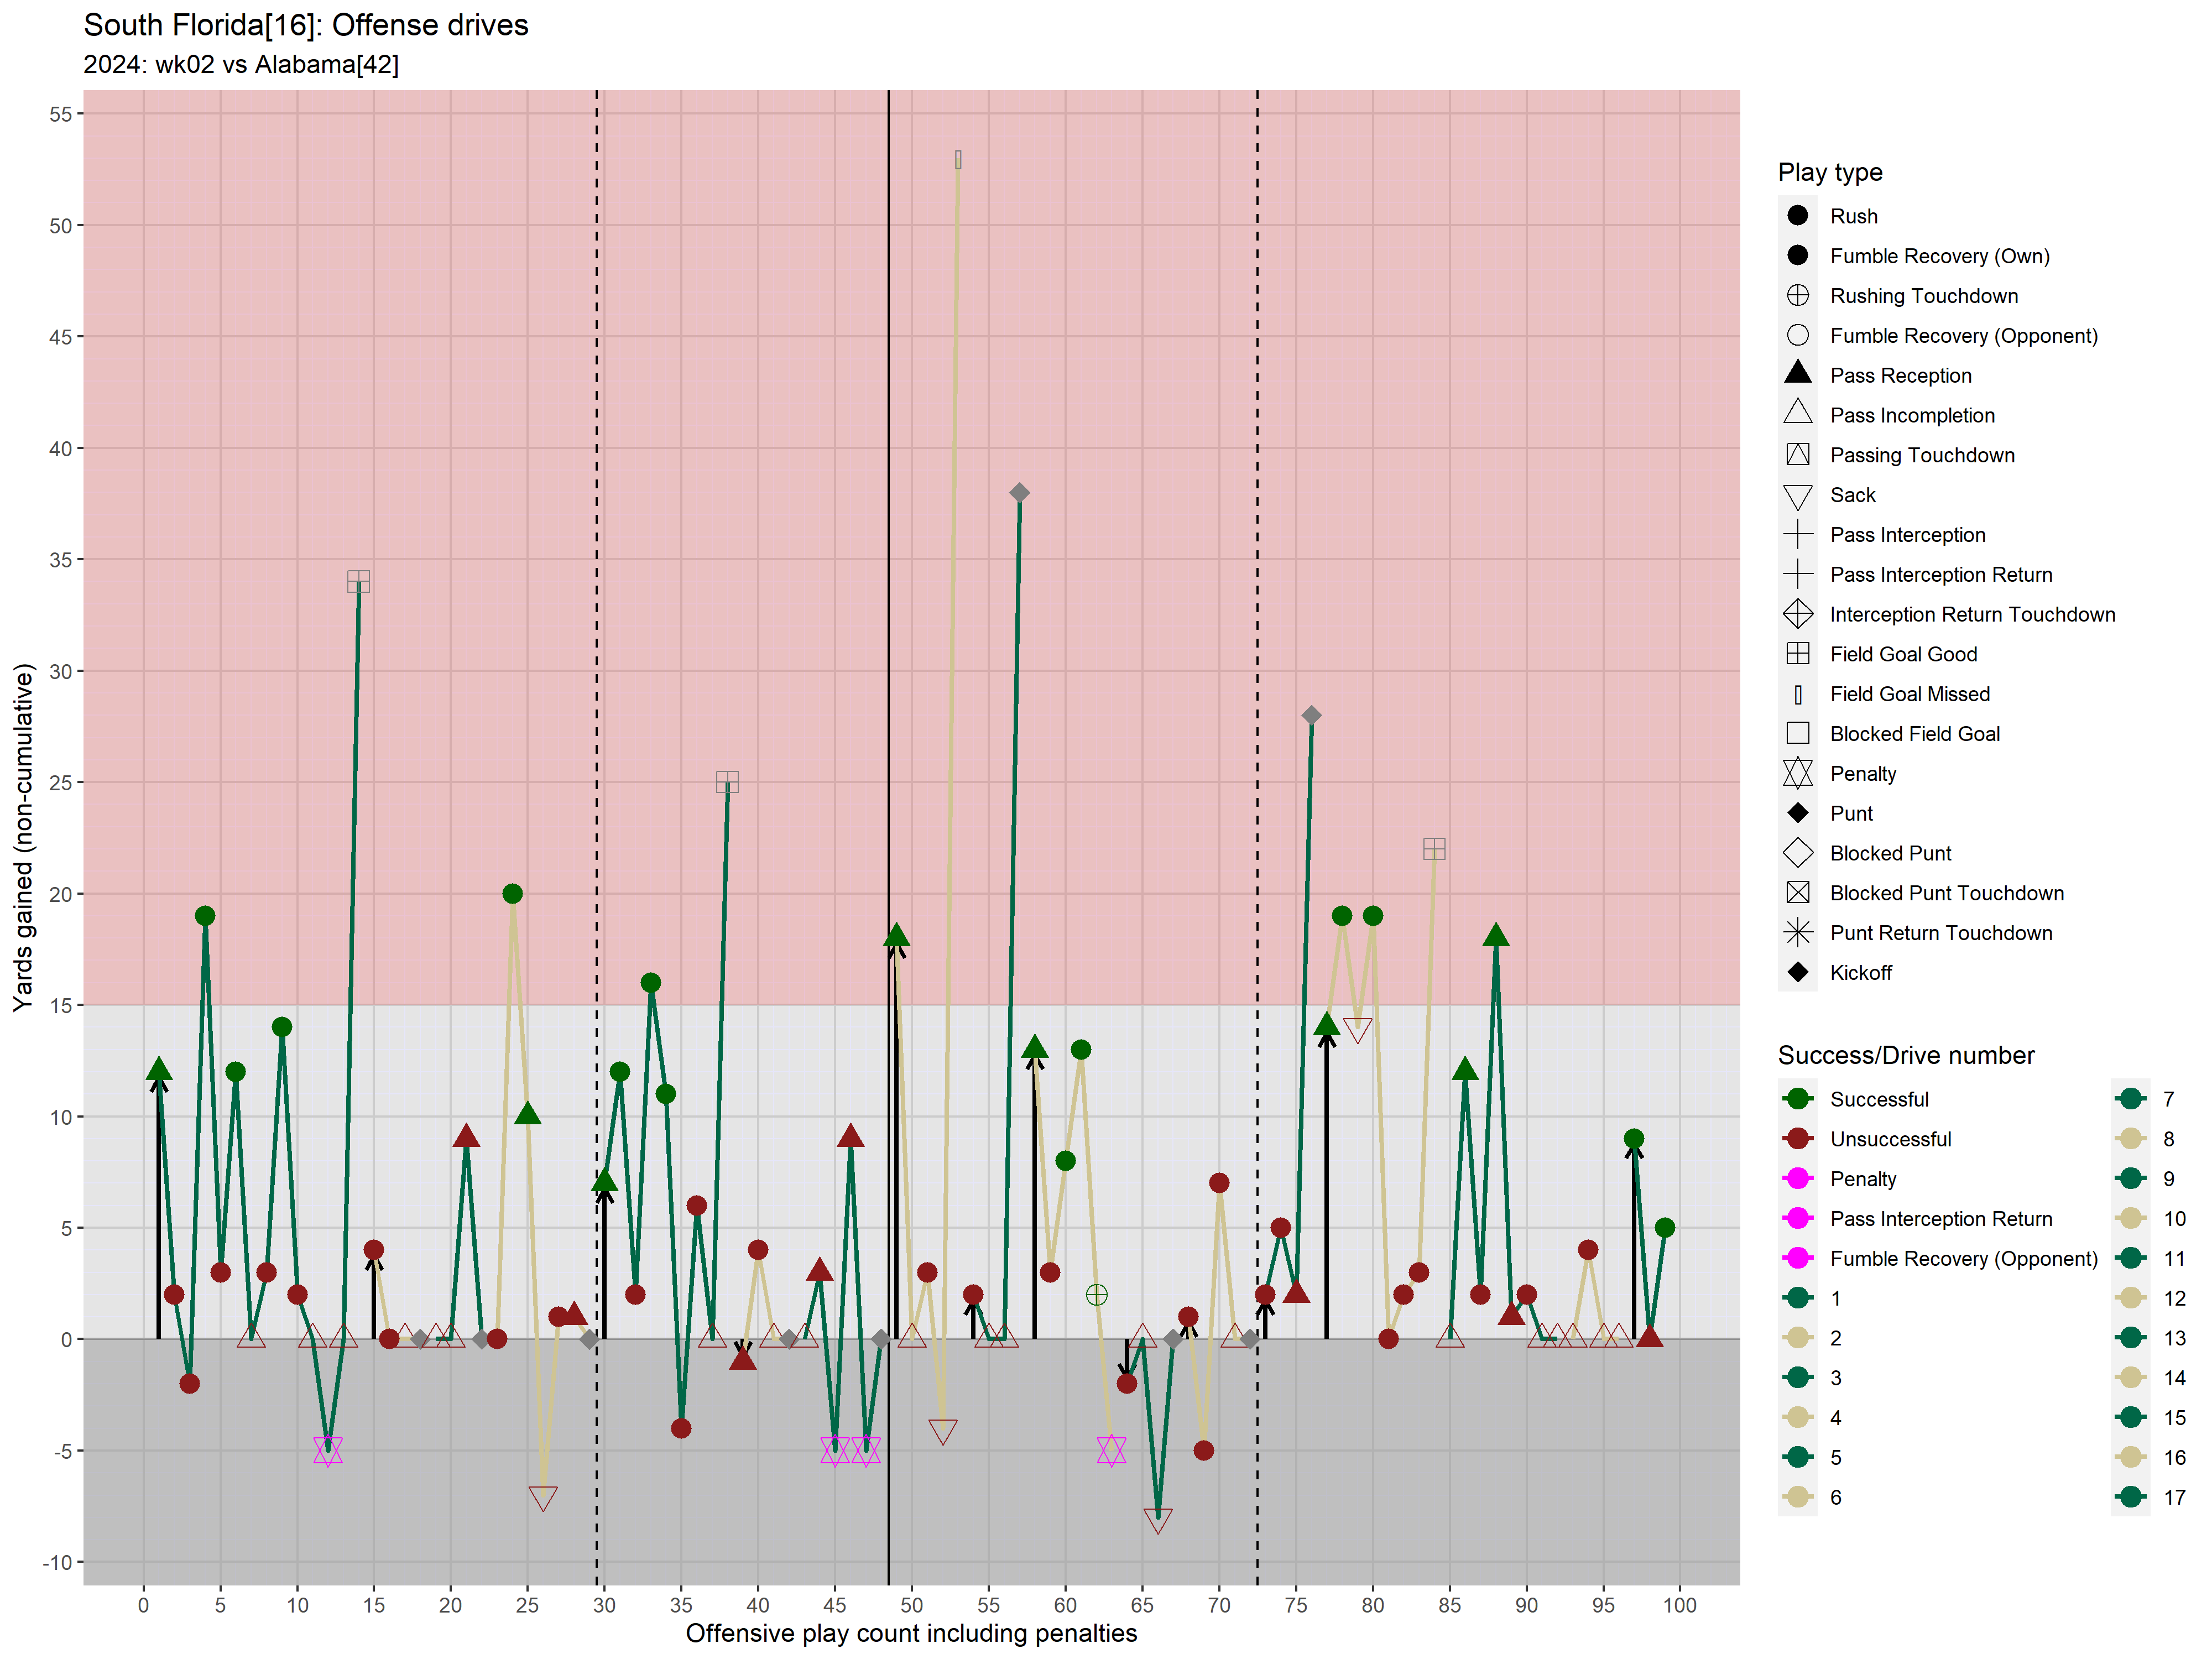 South Florida[16]: Offense drives
2024: wk02 vs Alabama[42]
Yards gained (non-cumulative)
55
50
45
40
35
30
25
20
15
10
5
0
-5
-10
0 5 10 15 20 25 30 35 40 45 50 55 60 65 70 75 80 85 90 95 100
Offensive play count including penalties
Play type
Rush
Fumble Recovery (Own)
Rushing Touchdown
Fumble Recovery (Opponent)
Pass Reception
Pass Incompletion
Passing Touchdown
Sack
Pass Interception
Pass Interception Return
Interception Return Touchdown
Field Goal Good
Field Goal Missed
Blocked Field Goal
Penalty
Punt
Blocked Punt
Blocked Punt Touchdown
Punt Return Touchdown
Kickoff
Success/Drive number
Successful
Unsuccessful
Penalty
Pass Interception Return
Fumble Recovery (Opponent)
1
2
3
4
5
6
7
8
9
10
11
12
13
14
15
16
17